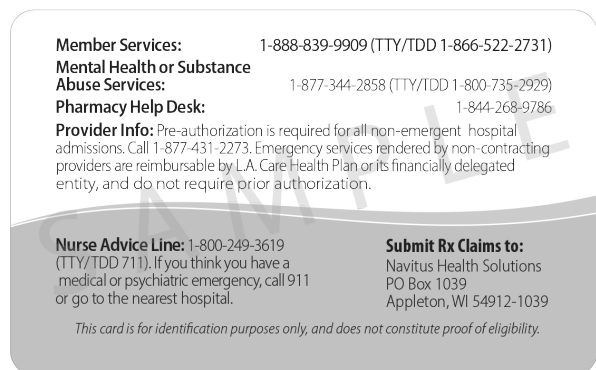 Member Services: 1-888-839-9909 (TTY/TDD 1-866-522-2731)
Mental Health or Substance
Abuse Services: 1-877-344-2858 (TTY/TDD 1-800-735-2929)
Pharmacy Help Desk: 1-844-268-9786
Provider Info: Pre-authorization is required for all non-emergent hospital
admissions. Call 1-877-431-2273. Emergency services rendered by non-contracting
providers are reimbursable by L.A. Care Health Plan or its financially delegated
entity, and do not require prior authorization.
SAMPLE
Nurse Advice Line: 1-800-249-3619
(TTY/TDD 711). If you think you have a
medical or psychiatric emergency, call 911
or go to the nearest hospital.
Submit Rx Claims to:
Navitus Health Solutions
PO Box 1039
Appleton, WI 54912-1039
This card is for identification purposes only, and does not constitute proof of eligibility.